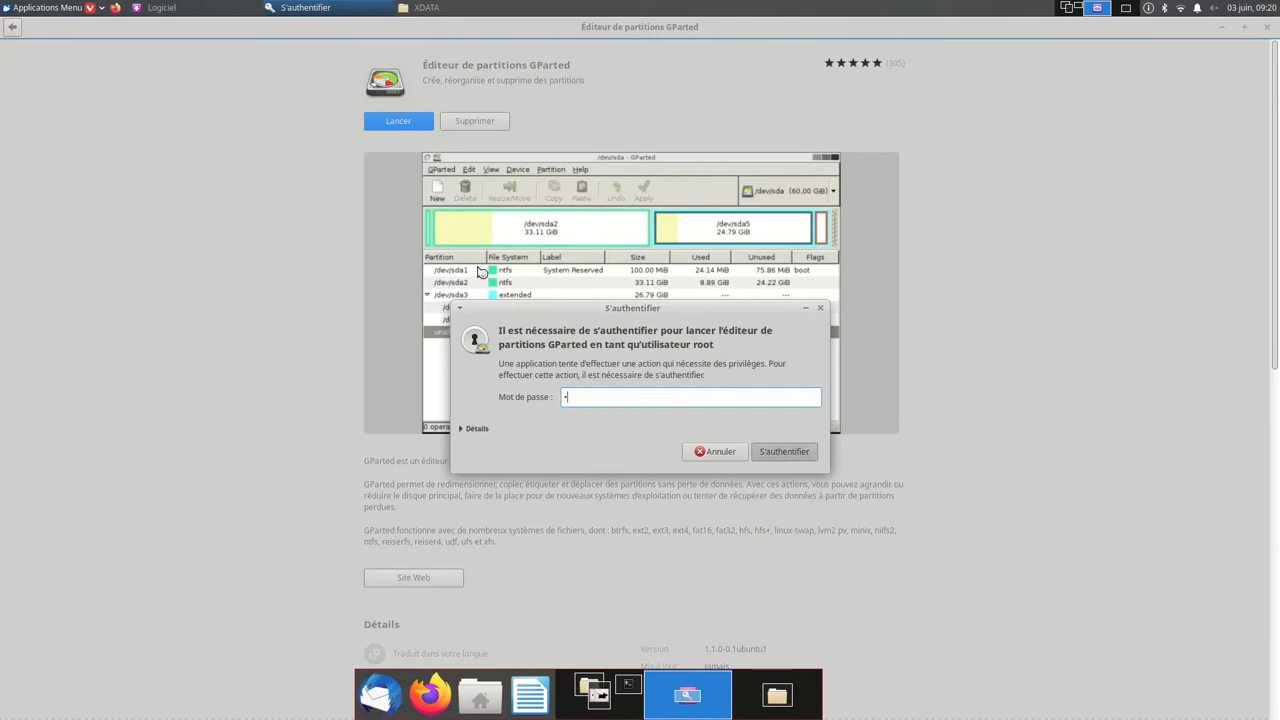 Applications Menu
Logiciel
S'authentifier
XDATA
03 juin, 09:20
Éditeur de partitions GParted
Éditeur de partitions GParted
Crée, réorganise et supprime des partitions
(305)
Lancer
Supprimer
/dev/sda - GParted
GParted Edit View Device Partition Help
New Delete Resize/Move Copy Paste Undo Apply
/dev/sda (60.00 GiB)
/dev/sda2
33.11 GiB
/dev/sda5
24.79 GiB
Partition File System Label Size Used Unused Flags
/dev/sda1 ntfs System Reserved 100.00 MiB 24.14 MiB 75.86 MiB boot
/dev/sda2 ntfs 33.11 GiB 8.89 GiB 24.22 GiB
/dev/sda3 extended 26.79 GiB --- ---
S'authentifier
Il est nécessaire de s’authentifier pour lancer l’éditeur de
partitions GParted en tant qu’utilisateur root
Une application tente d'effectuer une action qui nécessite des privilèges. Pour
effectuer cette action, il est nécessaire de s'authentifier.
Mot de passe :
Détails
Annuler
S'authentifier
GParted est un éditeur
GParted permet de redimensionner, copier, étiqueter et déplacer des partitions sans perte de données. Avec ces actions, vous pouvez agrandir ou
réduire le disque principal, faire de la place pour de nouveaux systèmes d’exploitation ou tenter de récupérer des données à partir de partitions
perdues.
GParted fonctionne avec de nombreux systèmes de fichiers, dont : btrfs, ext2, ext3, ext4, fat16, fat32, hfs, hfs+, linux-swap, lvm2 pv, minix, nilfs2,
ntfs, reiserfs, reiser4, udf, ufs et xfs.
Site Web
Détails
Traduit dans votre langue
Version 1.1.0-0.1ubuntu1
Mis à jour Jamais